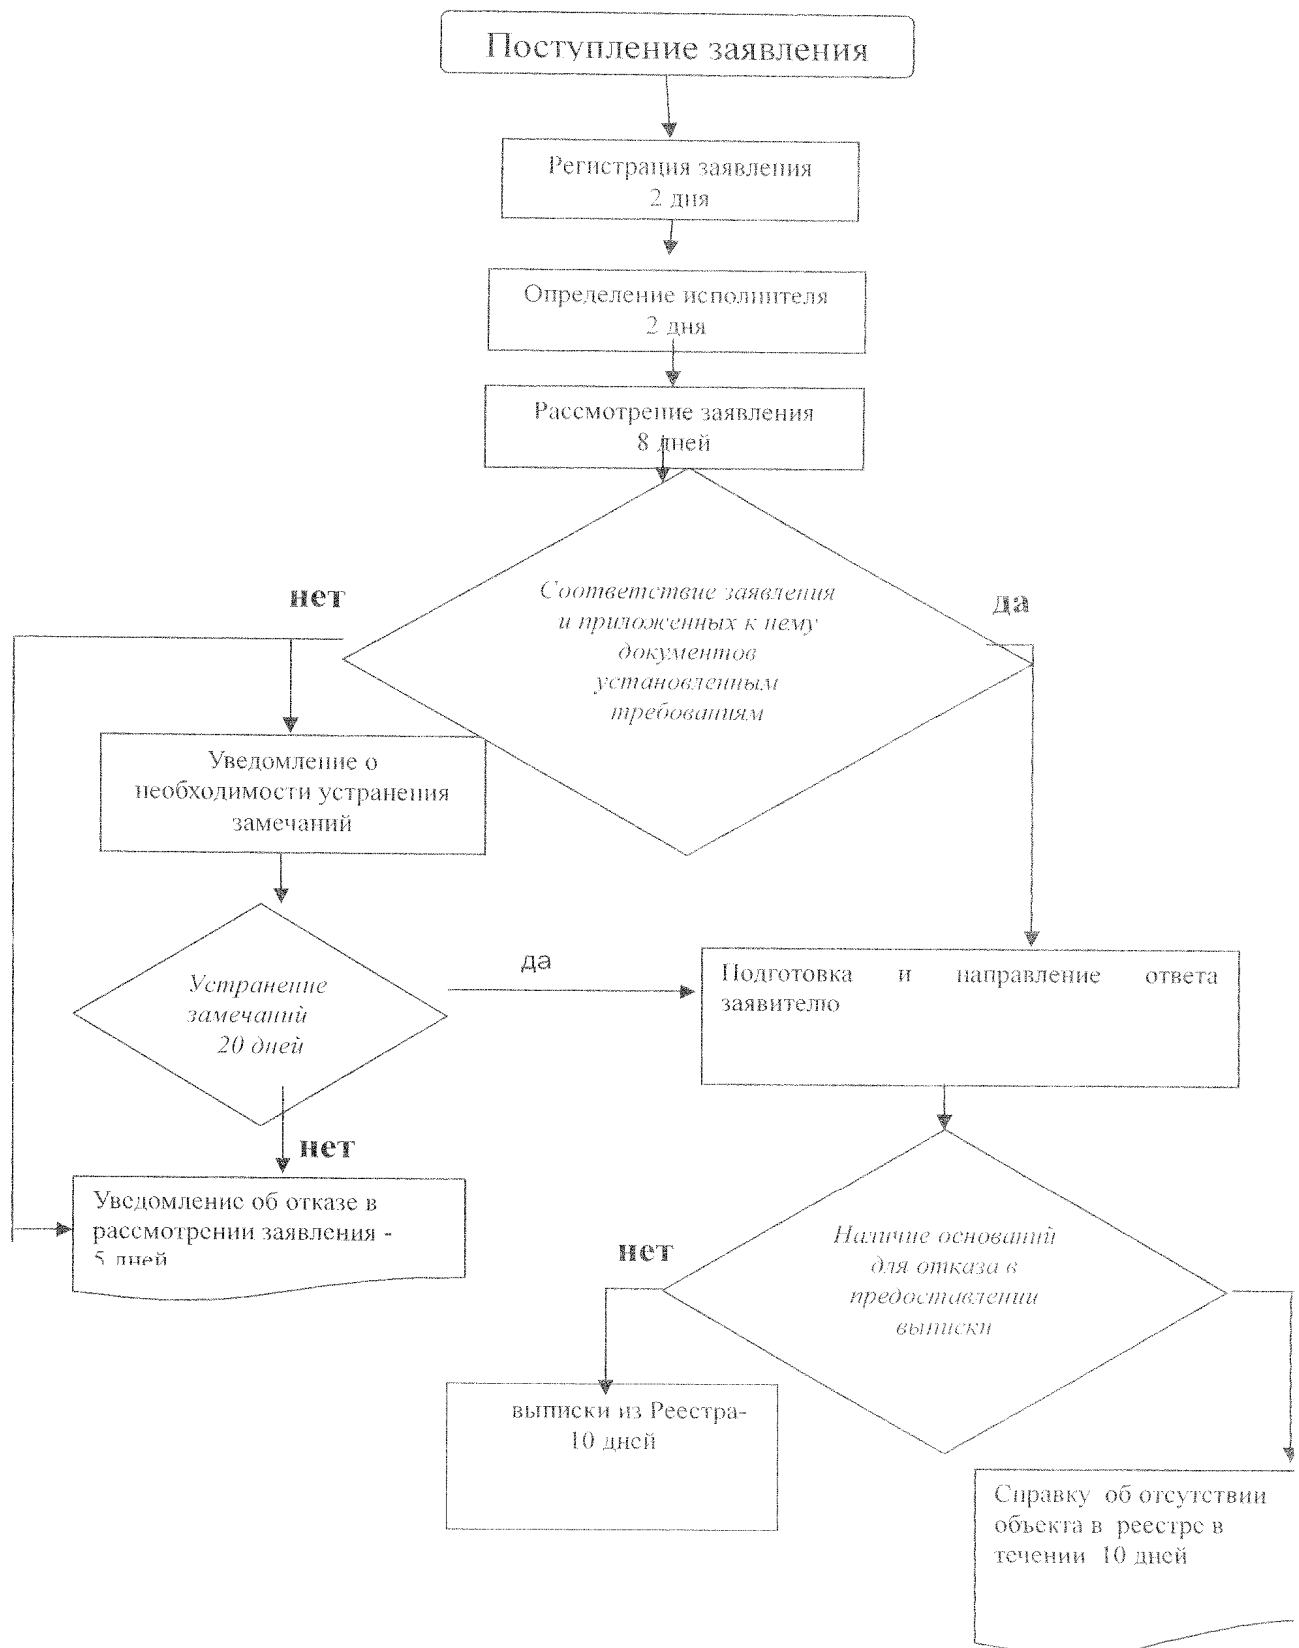 Поступление заявления
Регистрация заявления
2 дня
Определение исполнителя
2 дня
Рассмотрение заявления
8 дней
Соответствие заявления
и приложенных к нему
документов
установленным
требованиям
нет
да
Уведомление о
необходимости устранения
замечаний
Устранение
замечаний
20 дней
да
Подготовка и направление ответа
заявителю
нет
Уведомление об отказе в
рассмотрении заявления -
5 дней
Наличие оснований
для отказа в
предоставлении
выписки
нет
выписки из Реестра-
10 дней
Справку об отсутствии
объекта в реестре в
течении 10 дней